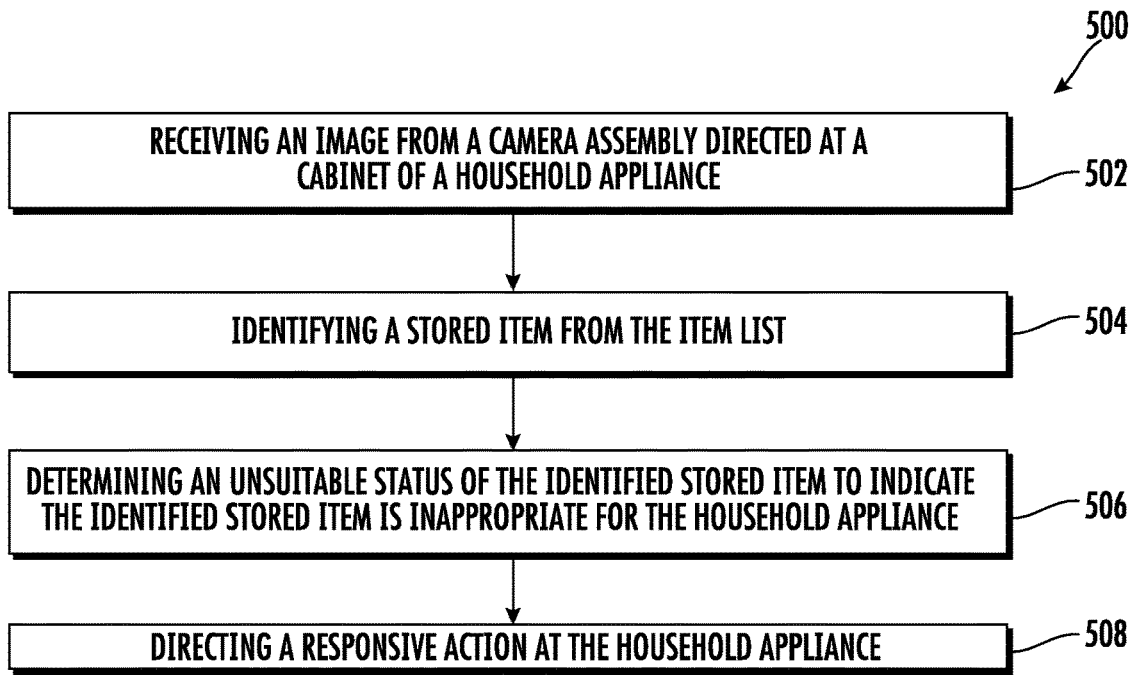 500
RECEIVING AN IMAGE FROM A CAMERA ASSEMBLY DIRECTED AT A
CABINET OF A HOUSEHOLD APPLIANCE
502
IDENTIFYING A STORED ITEM FROM THE ITEM LIST
504
DETERMINING AN UNSUITABLE STATUS OF THE IDENTIFIED STORED ITEM TO INDICATE
THE IDENTIFIED STORED ITEM IS INAPPROPRIATE FOR THE HOUSEHOLD APPLIANCE
506
DIRECTING A RESPONSIVE ACTION AT THE HOUSEHOLD APPLIANCE
508